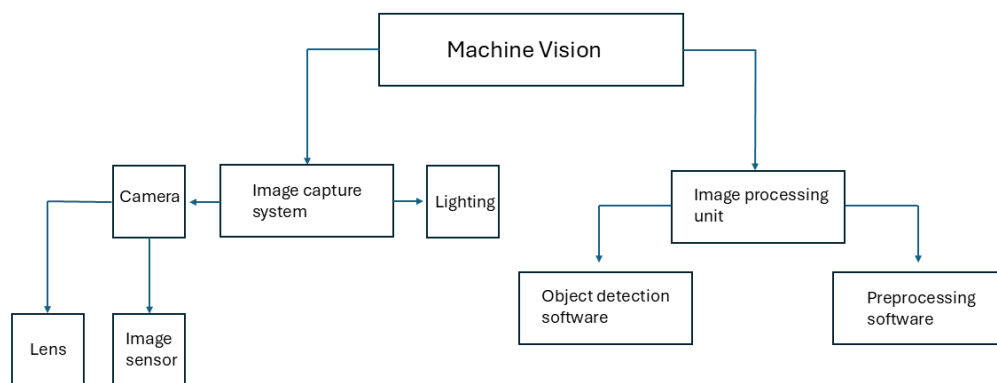 Machine Vision
Camera
Image capture
system
Lighting
Image processing
unit
Object detection
software
Preprocessing
software
Lens
Image
sensor